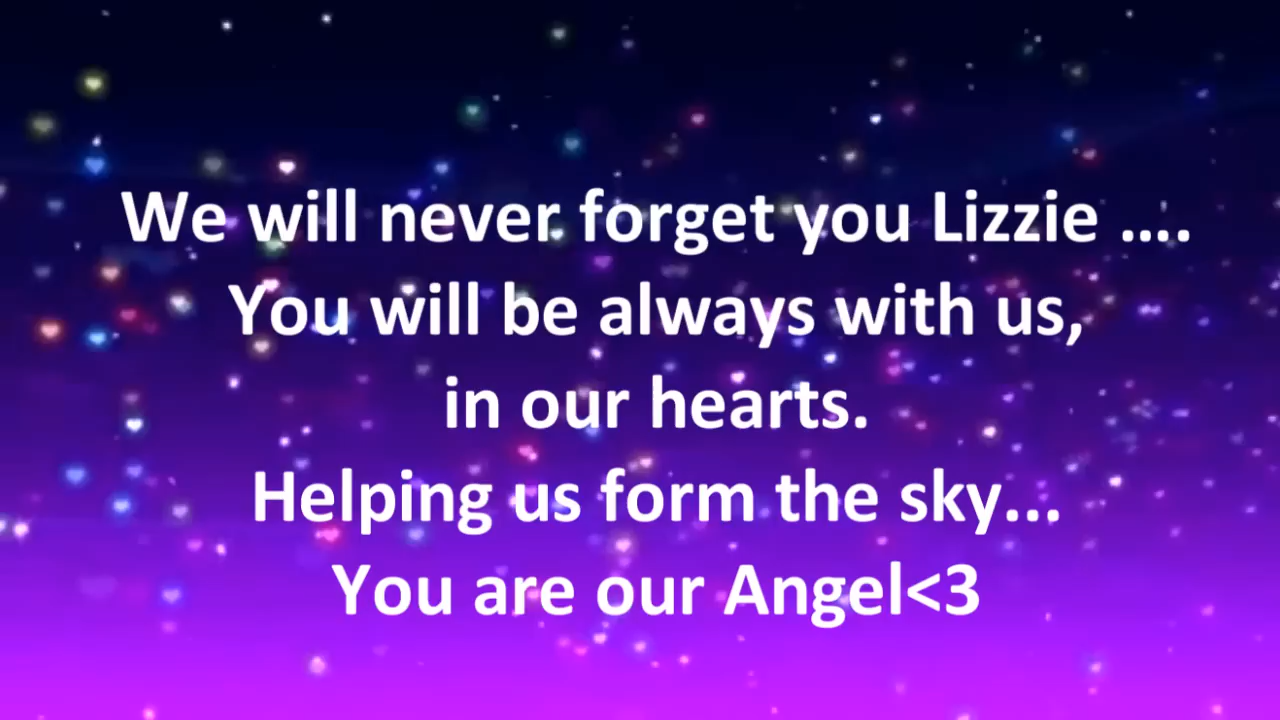 We will never forget you Lizzie ....
You will be always with us,
in our hearts.
Helping us form the sky...
You are our Angel<3